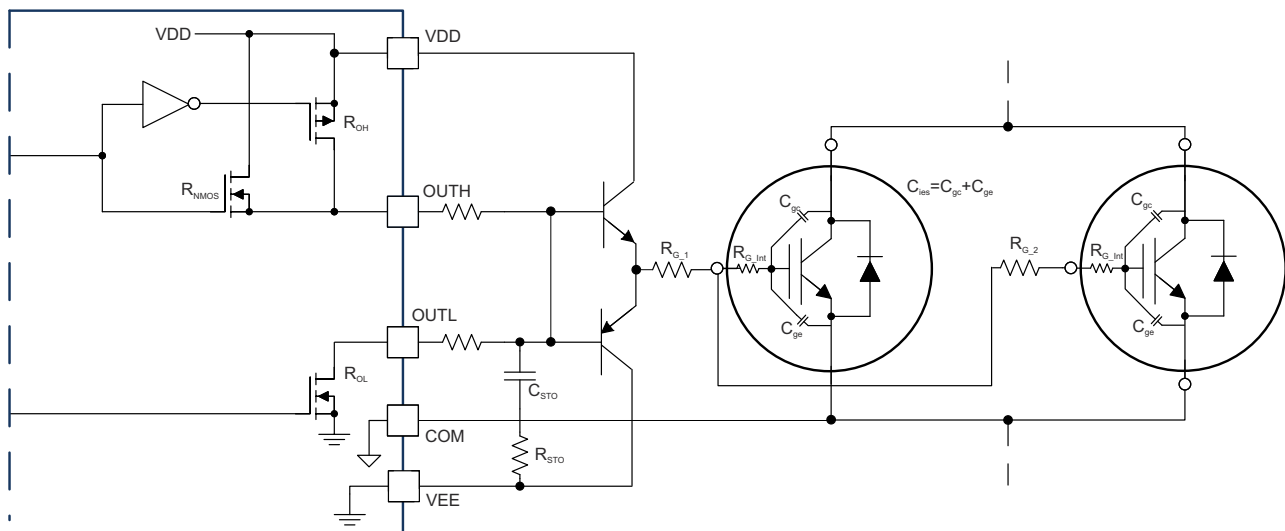 VDD
VDD
R_OH
R_NMOS
OUTH
C_ies=C_gc+C_ge
C_gc
C_gc
R_G_1
R_G_Int
R_G_2
R_G_Int
OUTL
C_ge
C_ge
R_OL
C_STO
COM
R_STO
VEE